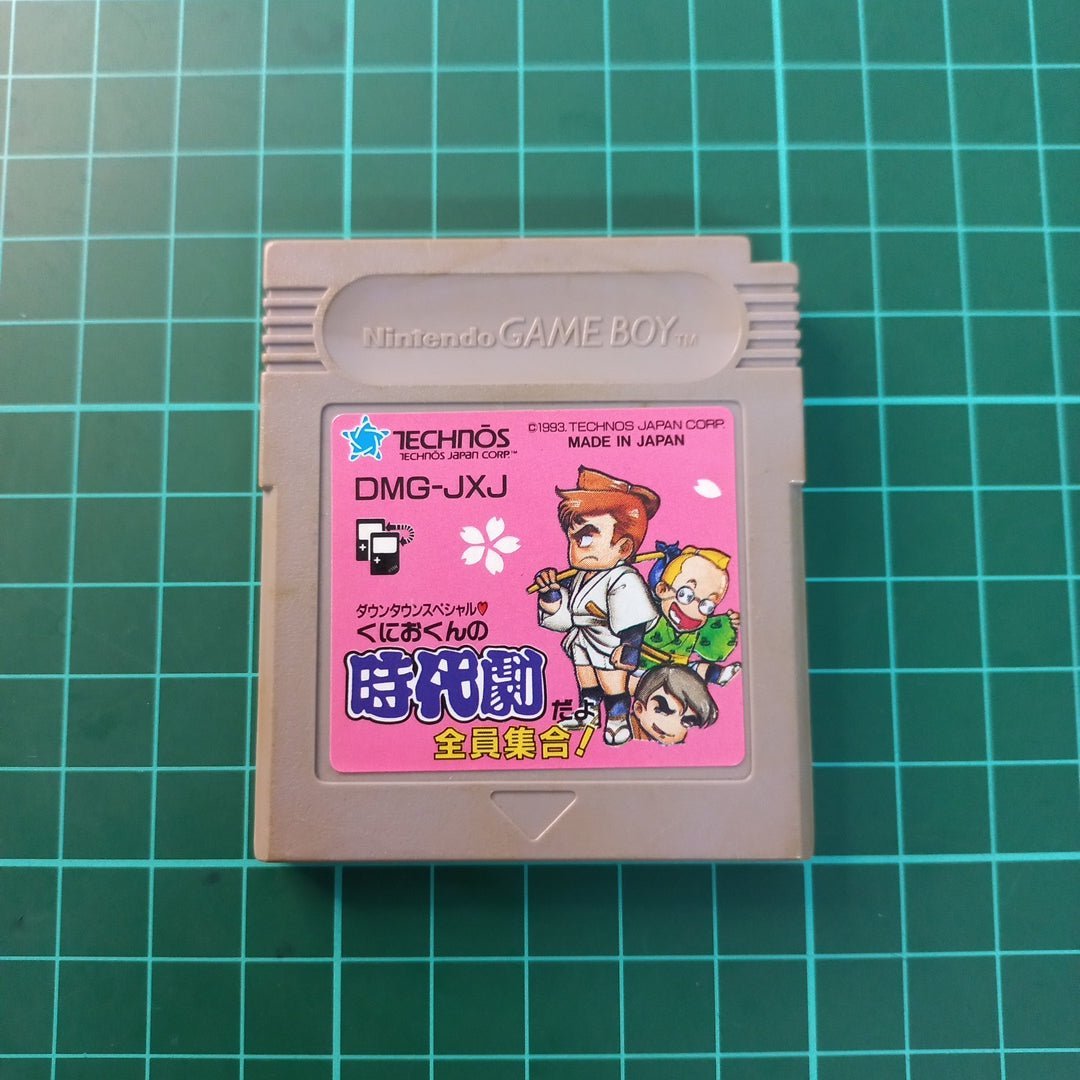 Nintendo GAME BOY™
TECHNŌS
TECHNŌS JAPAN CORP.™
©1993. TECHNOS JAPAN CORP.
MADE IN JAPAN
DMG-JXJ
ダウンタウンスペシャル♥
くにおくんの
時代劇だよ
全員集合!